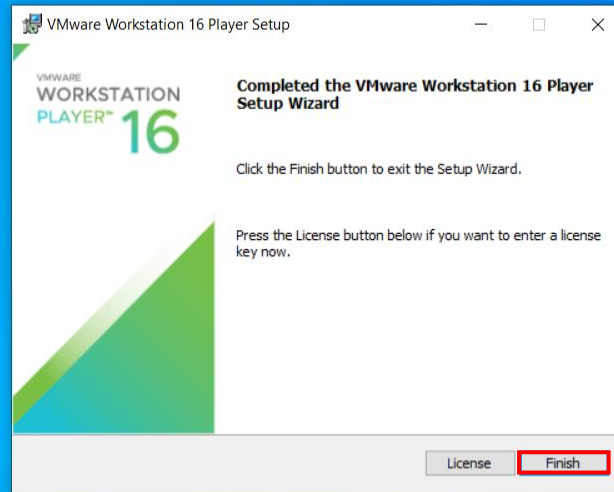 VMware Workstation 16 Player Setup
VMWARE
WORKSTATION
PLAYER™ 16
Completed the VMware Workstation 16 Player
Setup Wizard
Click the Finish button to exit the Setup Wizard.
Press the License button below if you want to enter a license
key now.
License
Finish